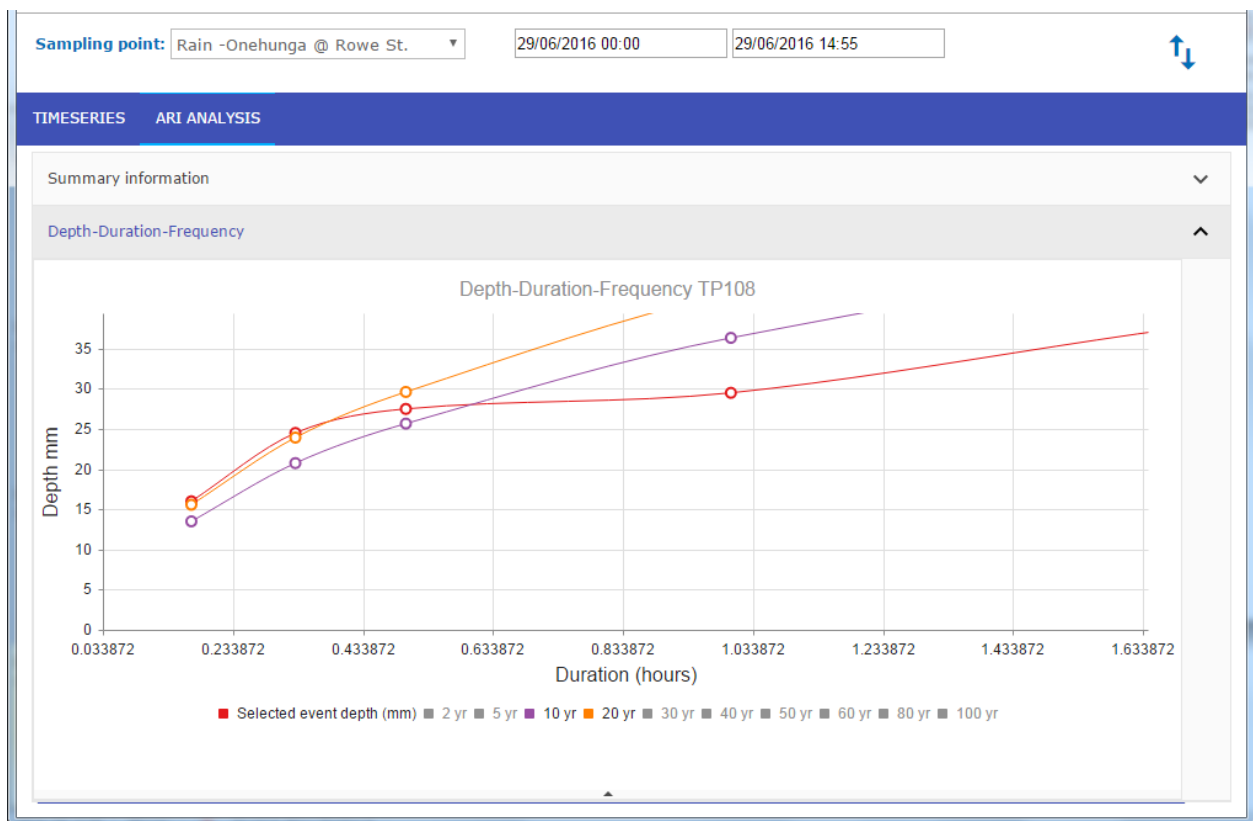 Sampling point: Rain -Onehunga @ Rowe St. 29/06/2016 00:00 29/06/2016 14:55
TIMESERIES ARI ANALYSIS
Summary information
Depth-Duration-Frequency
Depth-Duration-Frequency TP108
Depth mm
35
30
25
20
15
10
5
0
0.033872 0.233872 0.433872 0.633872 0.833872 1.033872 1.233872 1.433872 1.633872
Duration (hours)
Selected event depth (mm) 2 yr 5 yr 10 yr 20 yr 30 yr 40 yr 50 yr 60 yr 80 yr 100 yr